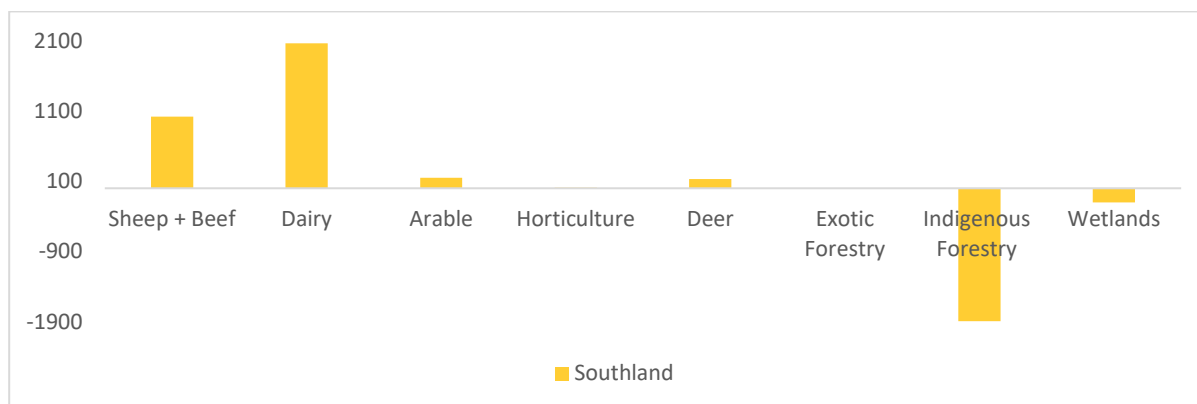 2100
1100
100
-900
-1900
Sheep + Beef
Dairy
Arable
Horticulture
Deer
Exotic
Forestry
Indigenous
Forestry
Wetlands
Southland